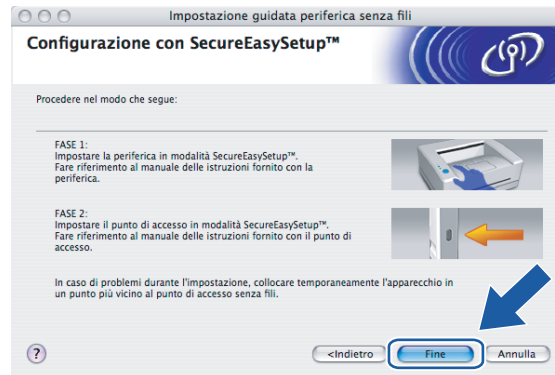 Impostazione guidata periferica senza fili
Configurazione con SecureEasySetup™
Procedere nel modo che segue:
FASE 1:
Impostare la periferica in modalità SecureEasySetup™.
Fare riferimento al manuale delle istruzioni fornito con la
periferica.
FASE 2:
Impostare il punto di accesso in modalità SecureEasySetup™.
Fare riferimento al manuale delle istruzioni fornito con il punto di
accesso.
In caso di problemi durante l'impostazione, collocare temporaneamente l'apparecchio in
un punto più vicino al punto di accesso senza fili.
?
<Indietro
Fine
Annulla